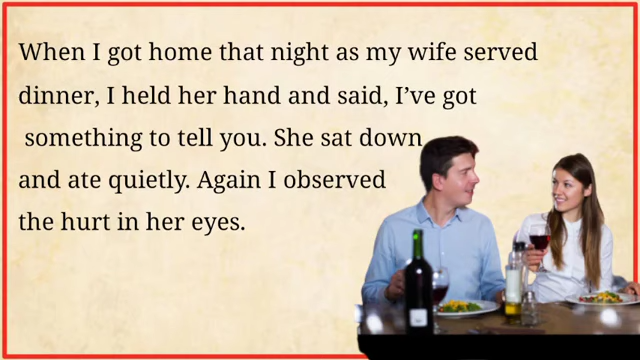 When I got home that night as my wife served
dinner, I held her hand and said, I’ve got
something to tell you. She sat down
and ate quietly. Again I observed
the hurt in her eyes.